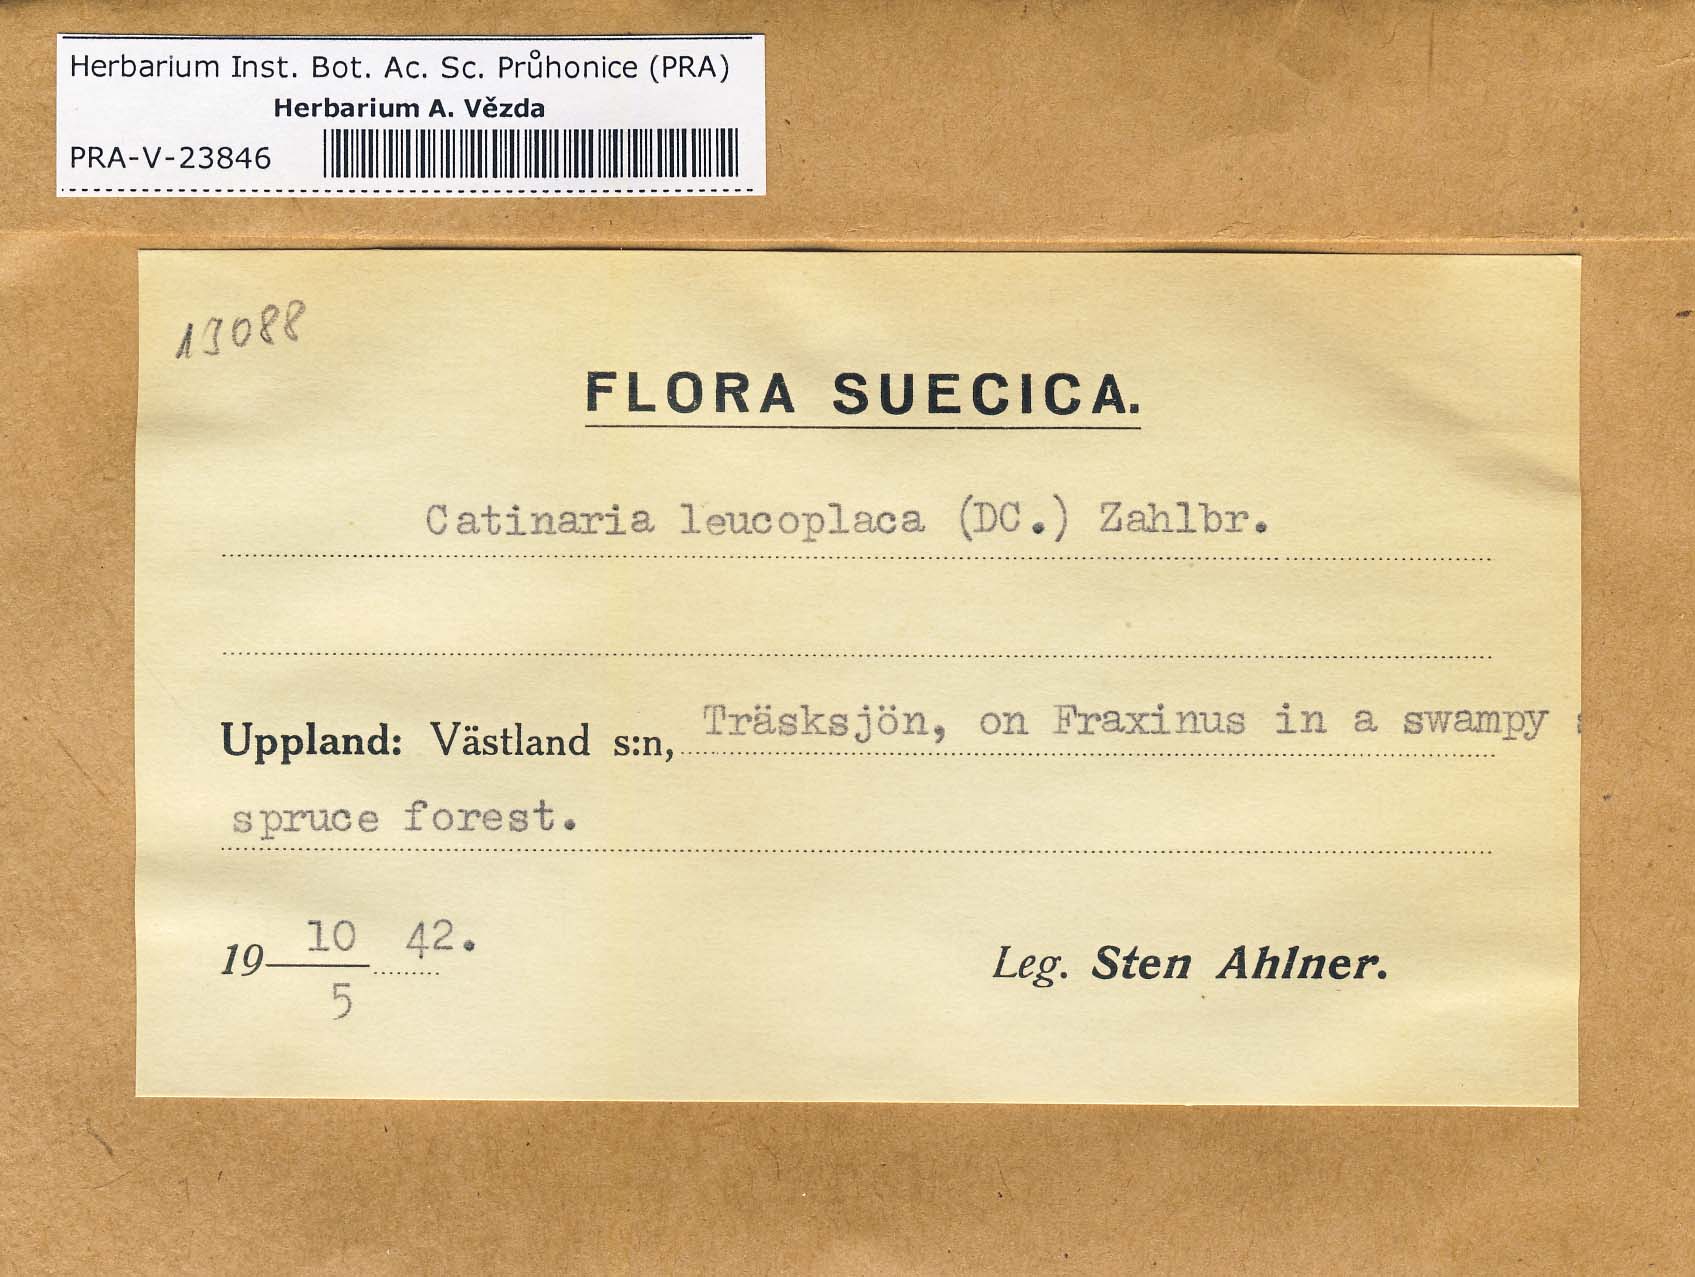 Herbarium Inst. Bot. Ac. Sc. Průhonice (PRA)
Herbarium A. Vězda
PRA-V-23846
19088
FLORA SUECICA.
Catinaria leucoplaca (DC.) Zahlbr.
Uppland: Västland s:n, Träsksjön, on Fraxinus in a swampy
spruce forest.
19 10 42.
5
Leg. Sten Ahlner.